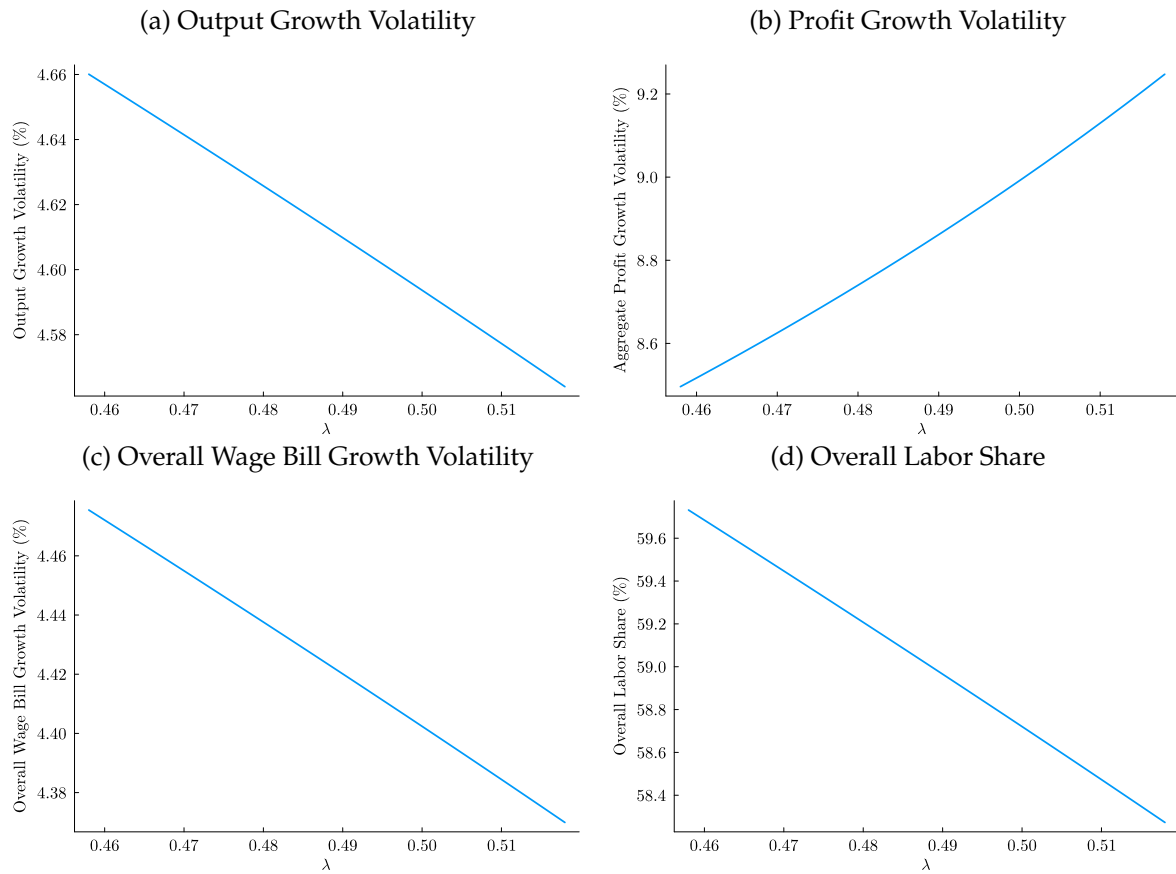 (a) Output Growth Volatility
Output Growth Volatility (%)
4.66
4.64
4.62
4.60
4.58
0.46 0.47 0.48 0.49 0.50 0.51
λ
(b) Profit Growth Volatility
Aggregate Profit Growth Volatility (%)
9.2
9.0
8.8
8.6
0.46 0.47 0.48 0.49 0.50 0.51
λ
(c) Overall Wage Bill Growth Volatility
Overall Wage Bill Growth Volatility (%)
4.46
4.44
4.42
4.40
4.38
0.46 0.47 0.48 0.49 0.50 0.51
λ
(d) Overall Labor Share
Overall Labor Share (%)
59.6
59.4
59.2
59.0
58.8
58.6
58.4
0.46 0.47 0.48 0.49 0.50 0.51
λ